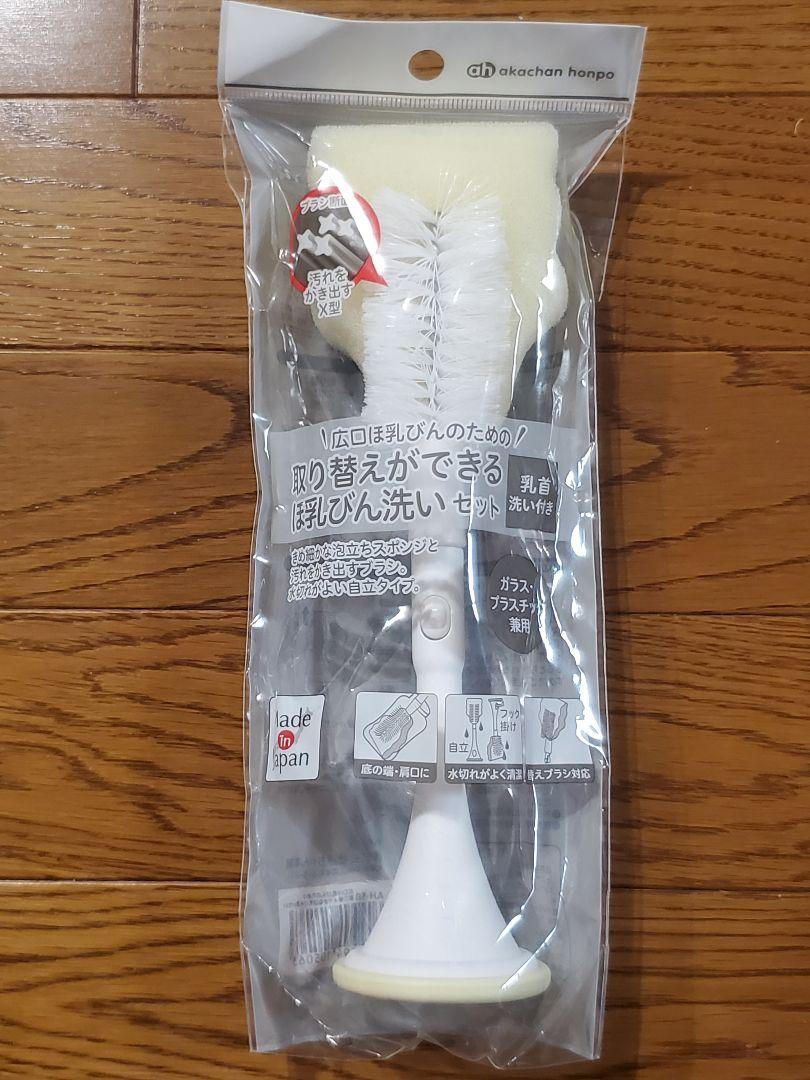 ah akachan honpo
ブラシ断面
汚れを
かき出す
X型
広口ほ乳びんのための
取り替えができる
ほ乳びん洗いセット
乳首
洗い付き
きめ細かな泡立ちスポンジと
汚れをかき出すブラシ。
水切れがよい自立タイプ。
ガラス・
プラスチック
兼用
Made
in
Japan
底の端・肩口に
自立
フック
掛け
水切れがよく清潔
替えブラシ対応